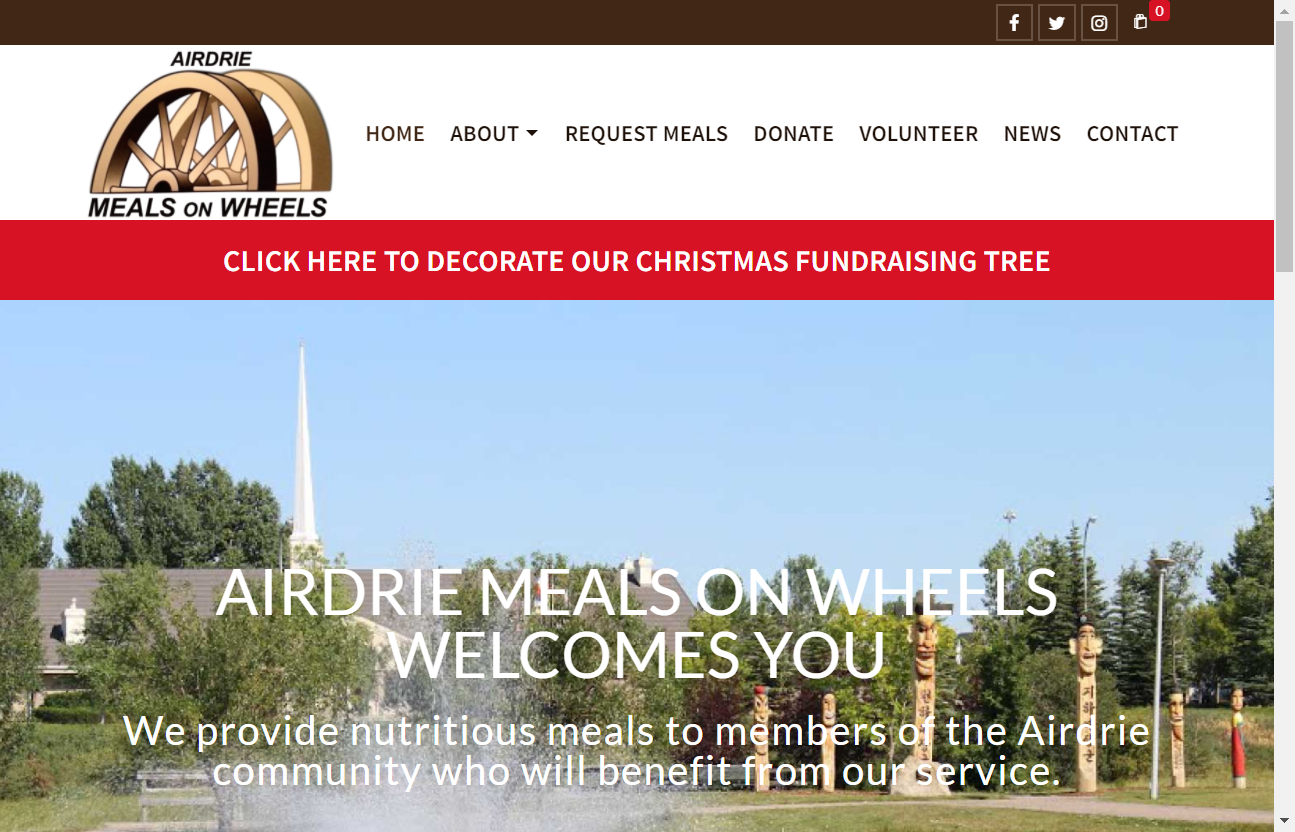 0
AIRDRIE
MEALS ON WHEELS
HOME ABOUT REQUEST MEALS DONATE VOLUNTEER NEWS CONTACT
CLICK HERE TO DECORATE OUR CHRISTMAS FUNDRAISING TREE
AIRDRIE MEALS ON WHEELS
WELCOMES YOU
We provide nutritious meals to members of the Airdrie
community who will benefit from our service.